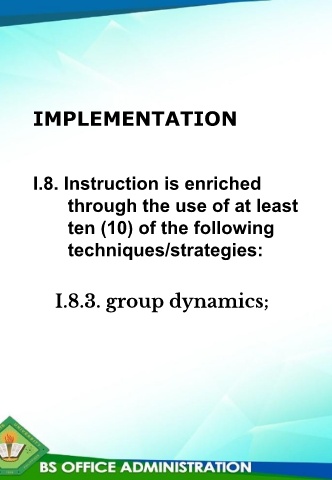 IMPLEMENTATION
I.8. Instruction is enriched
through the use of at least
ten (10) of the following
techniques/strategies:
I.8.3. group dynamics;
BS OFFICE ADMINISTRATION